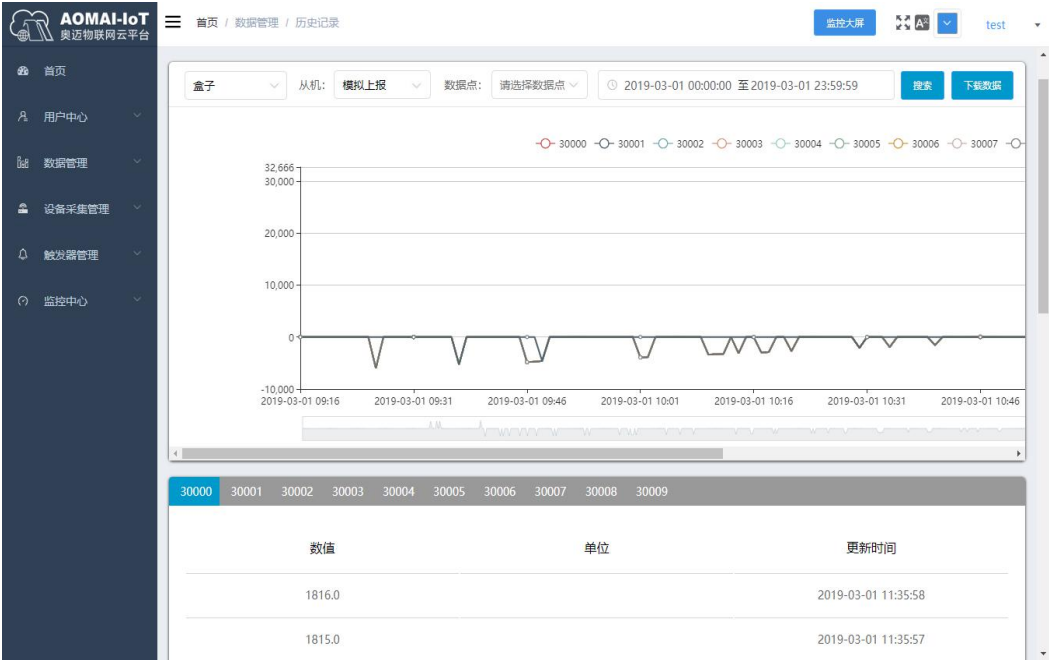 AOMAI-IoT
奥迈物联网云平台
首页 / 数据管理 / 历史记录
监控大屏
test
首页
用户中心
数据管理
设备采集管理
触发器管理
监控中心
盒子 从机: 模拟上报 数据点: 请选择数据点 2019-03-01 00:00:00 至 2019-03-01 23:59:59 搜索 下载数据
30000 30001 30002 30003 30004 30005 30006 30007
32,666
30,000
20,000
10,000
0
-10,000
2019-03-01 09:16 2019-03-01 09:31 2019-03-01 09:46 2019-03-01 10:01 2019-03-01 10:16 2019-03-01 10:31 2019-03-01 10:46
30000 30001 30002 30003 30004 30005 30006 30007 30008 30009
数值 单位 更新时间
1816.0 2019-03-01 11:35:58
1815.0 2019-03-01 11:35:57